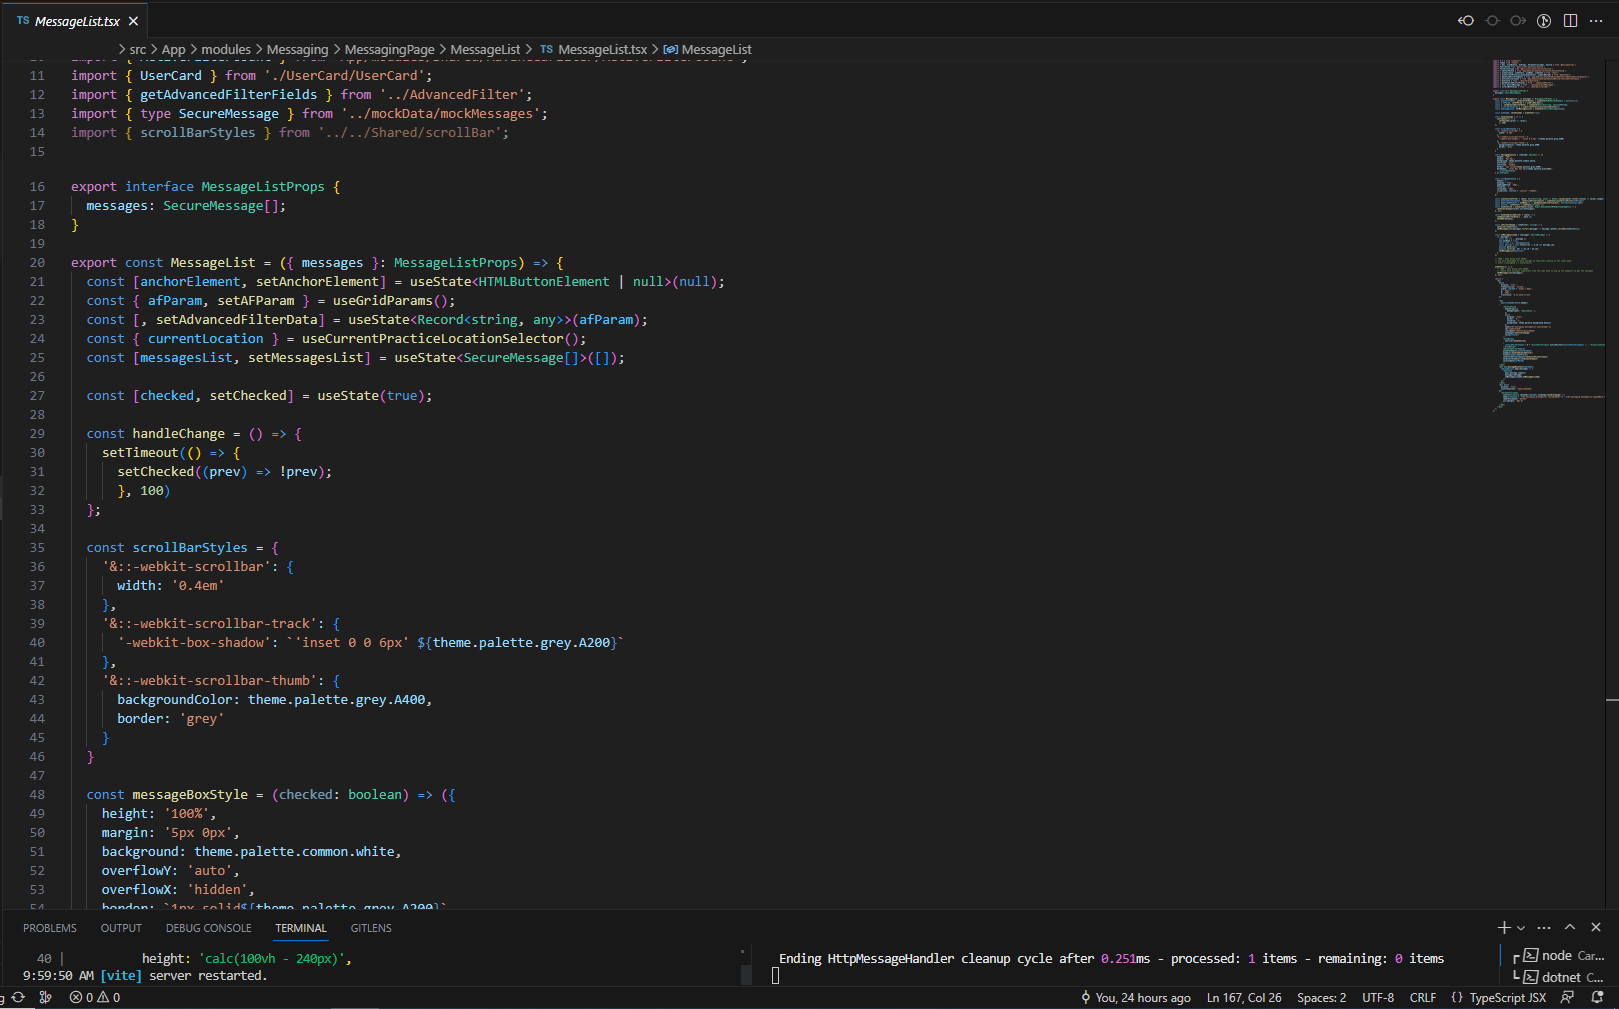 TS MessageList.tsx
src > App > modules > Messaging > MessagingPage > MessageList > TS MessageList.tsx > MessageList
11 import { UserCard } from './UserCard/UserCard';
12 import { getAdvancedFilterFields } from '../AdvancedFilter';
13 import { type SecureMessage } from '../mockData/mockMessages';
14 import { scrollBarStyles } from '../../Shared/scrollBar';
15
16 export interface MessageListProps {
17 messages: SecureMessage[];
18 }
19
20 export const MessageList = ({ messages }: MessageListProps) => {
21 const [anchorElement, setAnchorElement] = useState<HTMLButtonElement | null>(null);
22 const { afParam, setAFParam } = useGridParams();
23 const [, setAdvancedFilterData] = useState<Record<string, any>>(afParam);
24 const { currentLocation } = useCurrentPracticeLocationSelector();
25 const [messagesList, setMessagesList] = useState<SecureMessage[]>([]);
26
27 const [checked, setChecked] = useState(true);
28
29 const handleChange = () => {
30 setTimeout(() => {
31 setChecked((prev) => !prev);
32 }, 100)
33 };
34
35 const scrollBarStyles = {
36 '&::-webkit-scrollbar': {
37 width: '0.4em'
38 },
39 '&::-webkit-scrollbar-track': {
40 '-webkit-box-shadow': `'inset 0 0 6px' ${theme.palette.grey.A200}`
41 },
42 '&::-webkit-scrollbar-thumb': {
43 backgroundColor: theme.palette.grey.A400,
44 border: 'grey'
45 }
46 }
47
48 const messageBoxStyle = (checked: boolean) => ({
49 height: '100%',
50 margin: '5px 0px',
51 background: theme.palette.common.white,
52 overflowY: 'auto',
53 overflowX: 'hidden',
54 border: `1px solid${theme.palette.grey.A200}`
PROBLEMS OUTPUT DEBUG CONSOLE TERMINAL GITLENS
40 | height: 'calc(100vh - 240px)',
9:59:50 AM [vite] server restarted.
Ending HttpMessageHandler cleanup cycle after 0.251ms - processed: 1 items - remaining: 0 items
node Car...
dotnet C...
0 0 You, 24 hours ago Ln 167, Col 26 Spaces: 2 UTF-8 CRLF {} TypeScript JSX